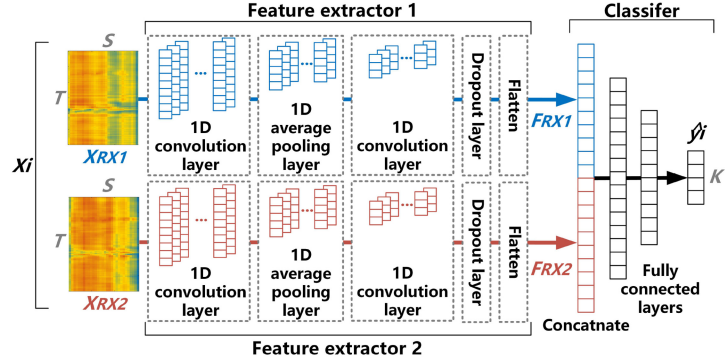 Feature extractor 1
Classifer
S
T
Xi
XRX1
...
...
...
1D
convolution
layer
1D
average
pooling
layer
1D
convolution
layer
Dropout layer
Flatten
FRX1
ŷi
K
S
T
XRX2
...
...
...
1D
convolution
layer
1D
average
pooling
layer
1D
convolution
layer
Dropout layer
Flatten
FRX2
Fully
connected
layers
Concatnate
Feature extractor 2